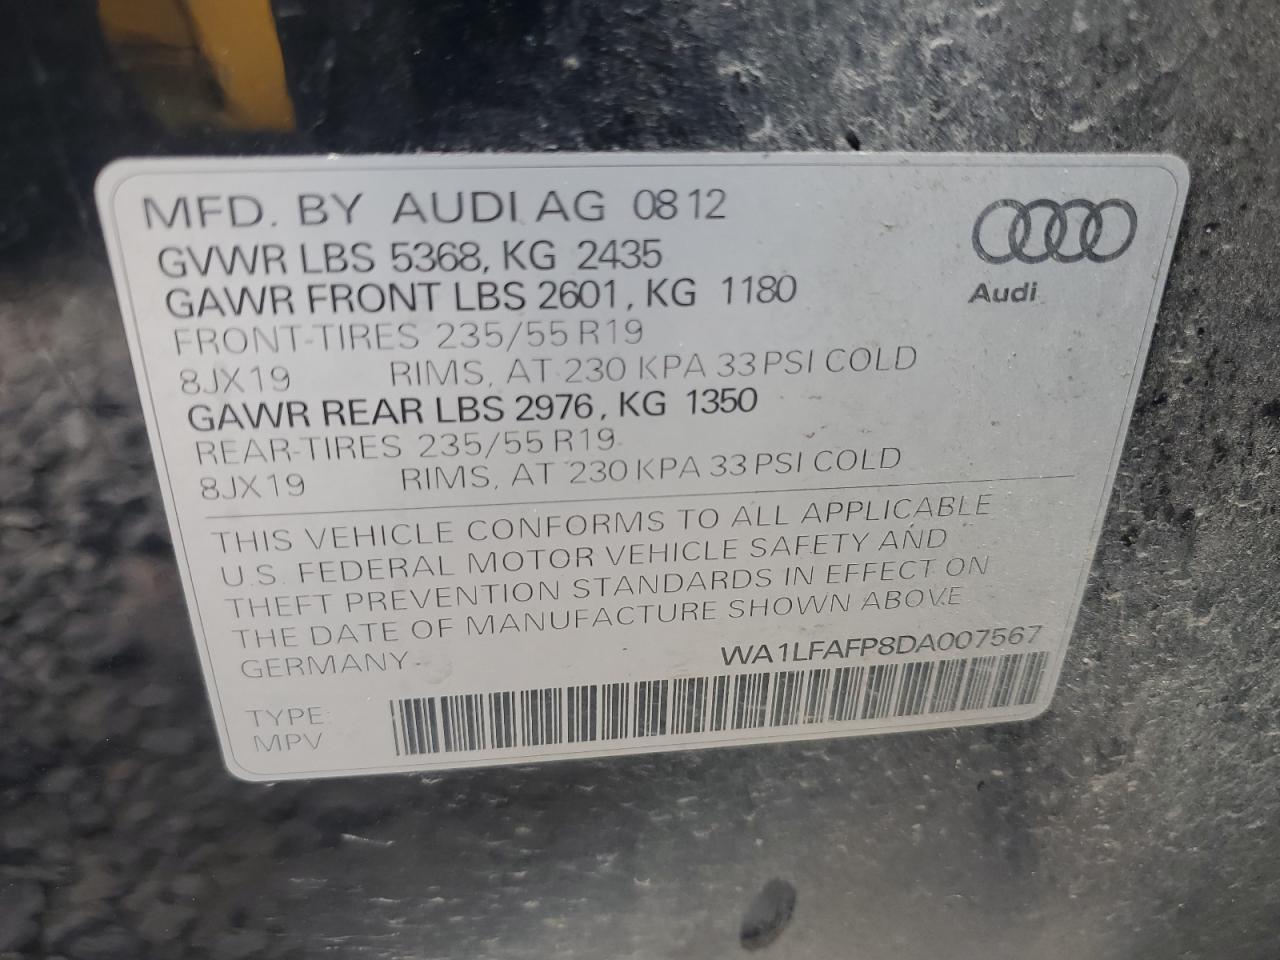 MFD. BY AUDI AG 08 12
GVWR LBS 5368, KG 2435
GAWR FRONT LBS 2601, KG 1180
FRONT-TIRES 235/55 R19
8JX19 RIMS, AT 230 KPA 33 PSI COLD
GAWR REAR LBS 2976, KG 1350
REAR-TIRES 235/55 R19
8JX19 RIMS, AT 230 KPA 33 PSI COLD
Audi
THIS VEHICLE CONFORMS TO ALL APPLICABLE
U.S. FEDERAL MOTOR VEHICLE SAFETY AND
THEFT PREVENTION STANDARDS IN EFFECT ON
THE DATE OF MANUFACTURE SHOWN ABOVE
GERMANY WA1LFAFP8DA007567
TYPE:
MPV